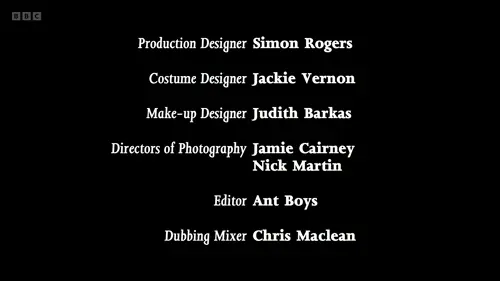 BBC
Production Designer Simon Rogers
Costume Designer Jackie Vernon
Make-up Designer Judith Barkas
Directors of Photography Jamie Cairney
Nick Martin
Editor Ant Boys
Dubbing Mixer Chris Maclean